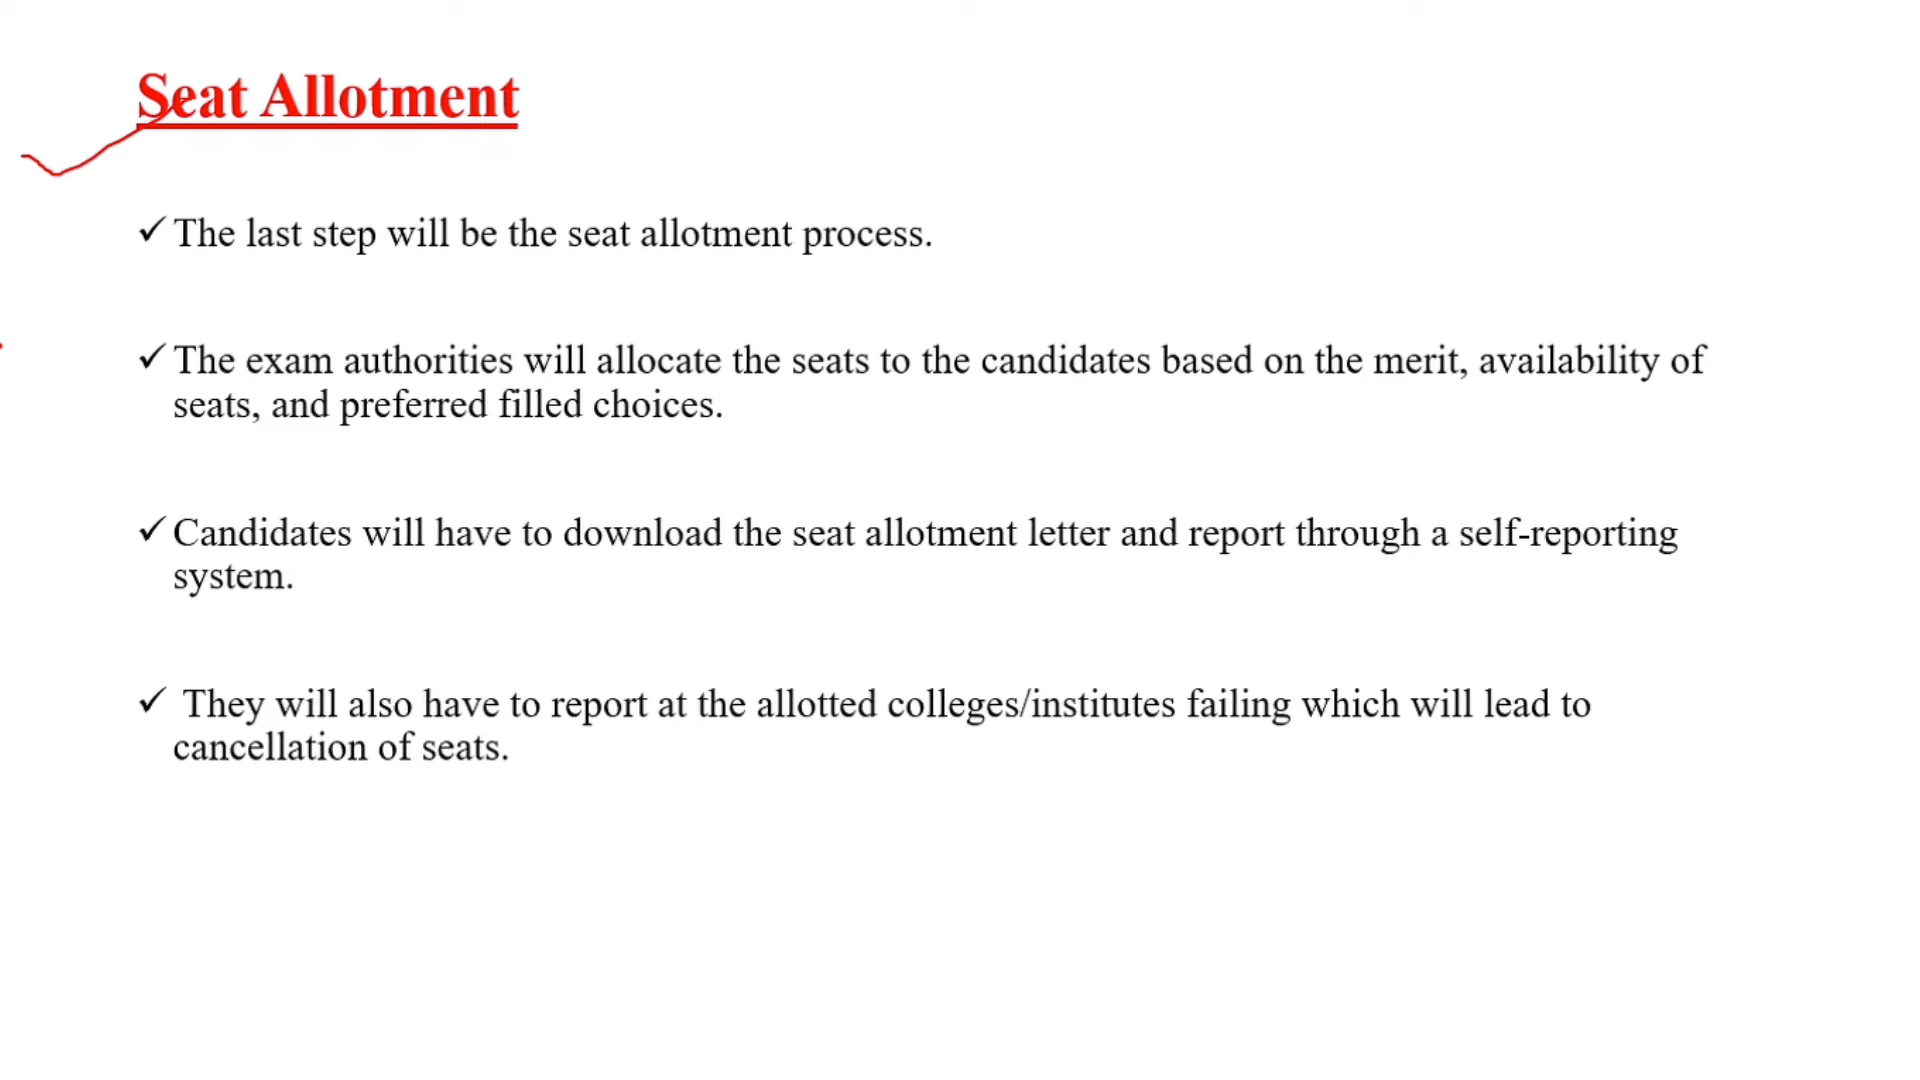 Seat Allotment
✓ The last step will be the seat allotment process.
✓ The exam authorities will allocate the seats to the candidates based on the merit, availability of
seats, and preferred filled choices.
✓ Candidates will have to download the seat allotment letter and report through a self-reporting
system.
✓ They will also have to report at the allotted colleges/institutes failing which will lead to
cancellation of seats.